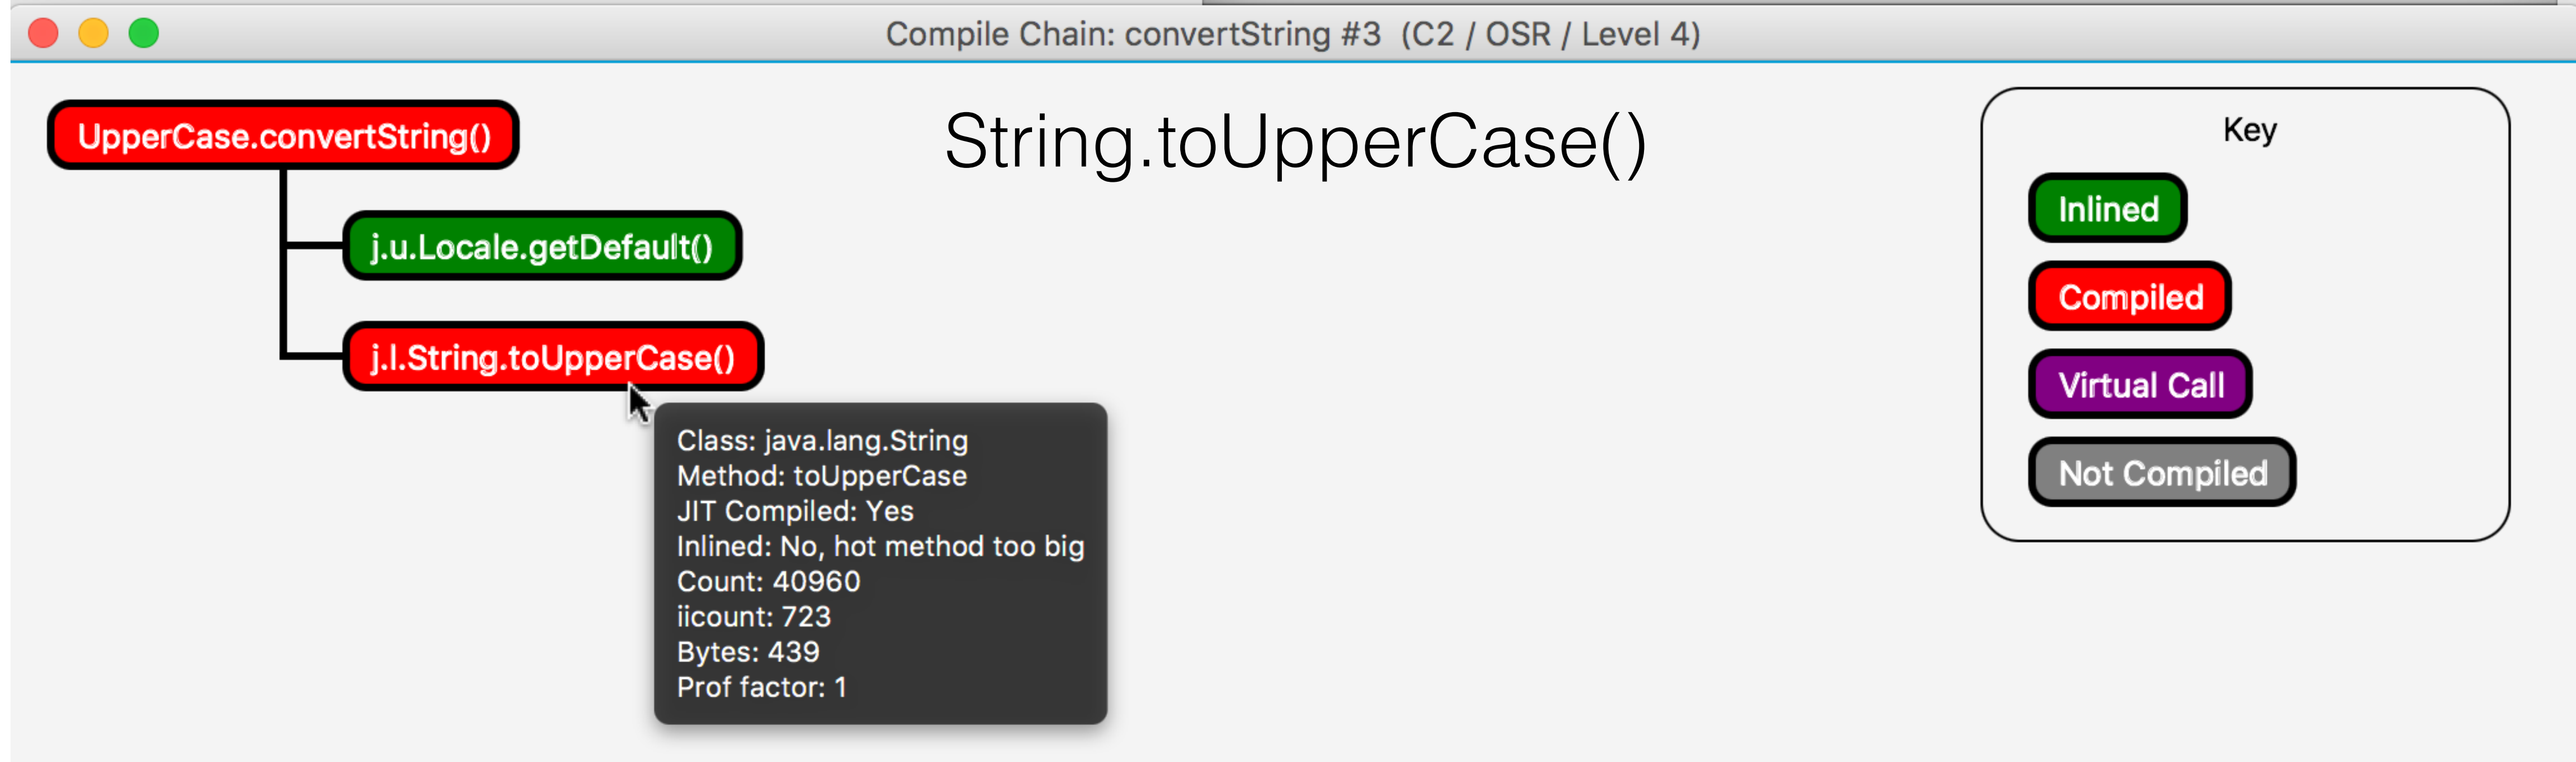 Compile Chain: convertString #3 (C2 / OSR / Level 4)
UpperCase.convertString()
String.toUpperCase()
j.u.Locale.getDefault()
j.l.String.toUpperCase()
Class: java.lang.String
Method: toUpperCase
JIT Compiled: Yes
Inlined: No, hot method too big
Count: 40960
iicount: 723
Bytes: 439
Prof factor: 1
Key
Inlined
Compiled
Virtual Call
Not Compiled